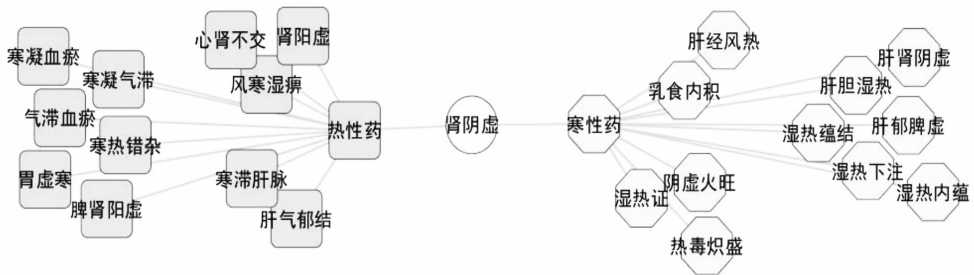 寒凝血瘀
寒凝气滞
气滞血瘀
寒热错杂
胃虚寒
脾肾阳虚
心肾不交
肾阳虚
风寒湿痹
热性药
寒滞肝脉
肝气郁结
肾阴虚
寒性药
肝经风热
乳食内积
湿热证
阴虚火旺
热毒炽盛
肝肾阴虚
肝胆湿热
湿热蕴结
肝郁脾虚
湿热下注
湿热内蕴